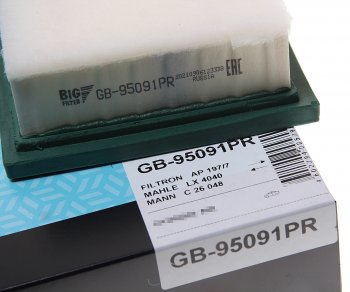 BIG FILTER GB-95091PR
RUSSIA
EAC
GB-95091PR
FILTRON AP 197/7
MAHLE LX 4040
MANN C 26 048
GB-95091PR